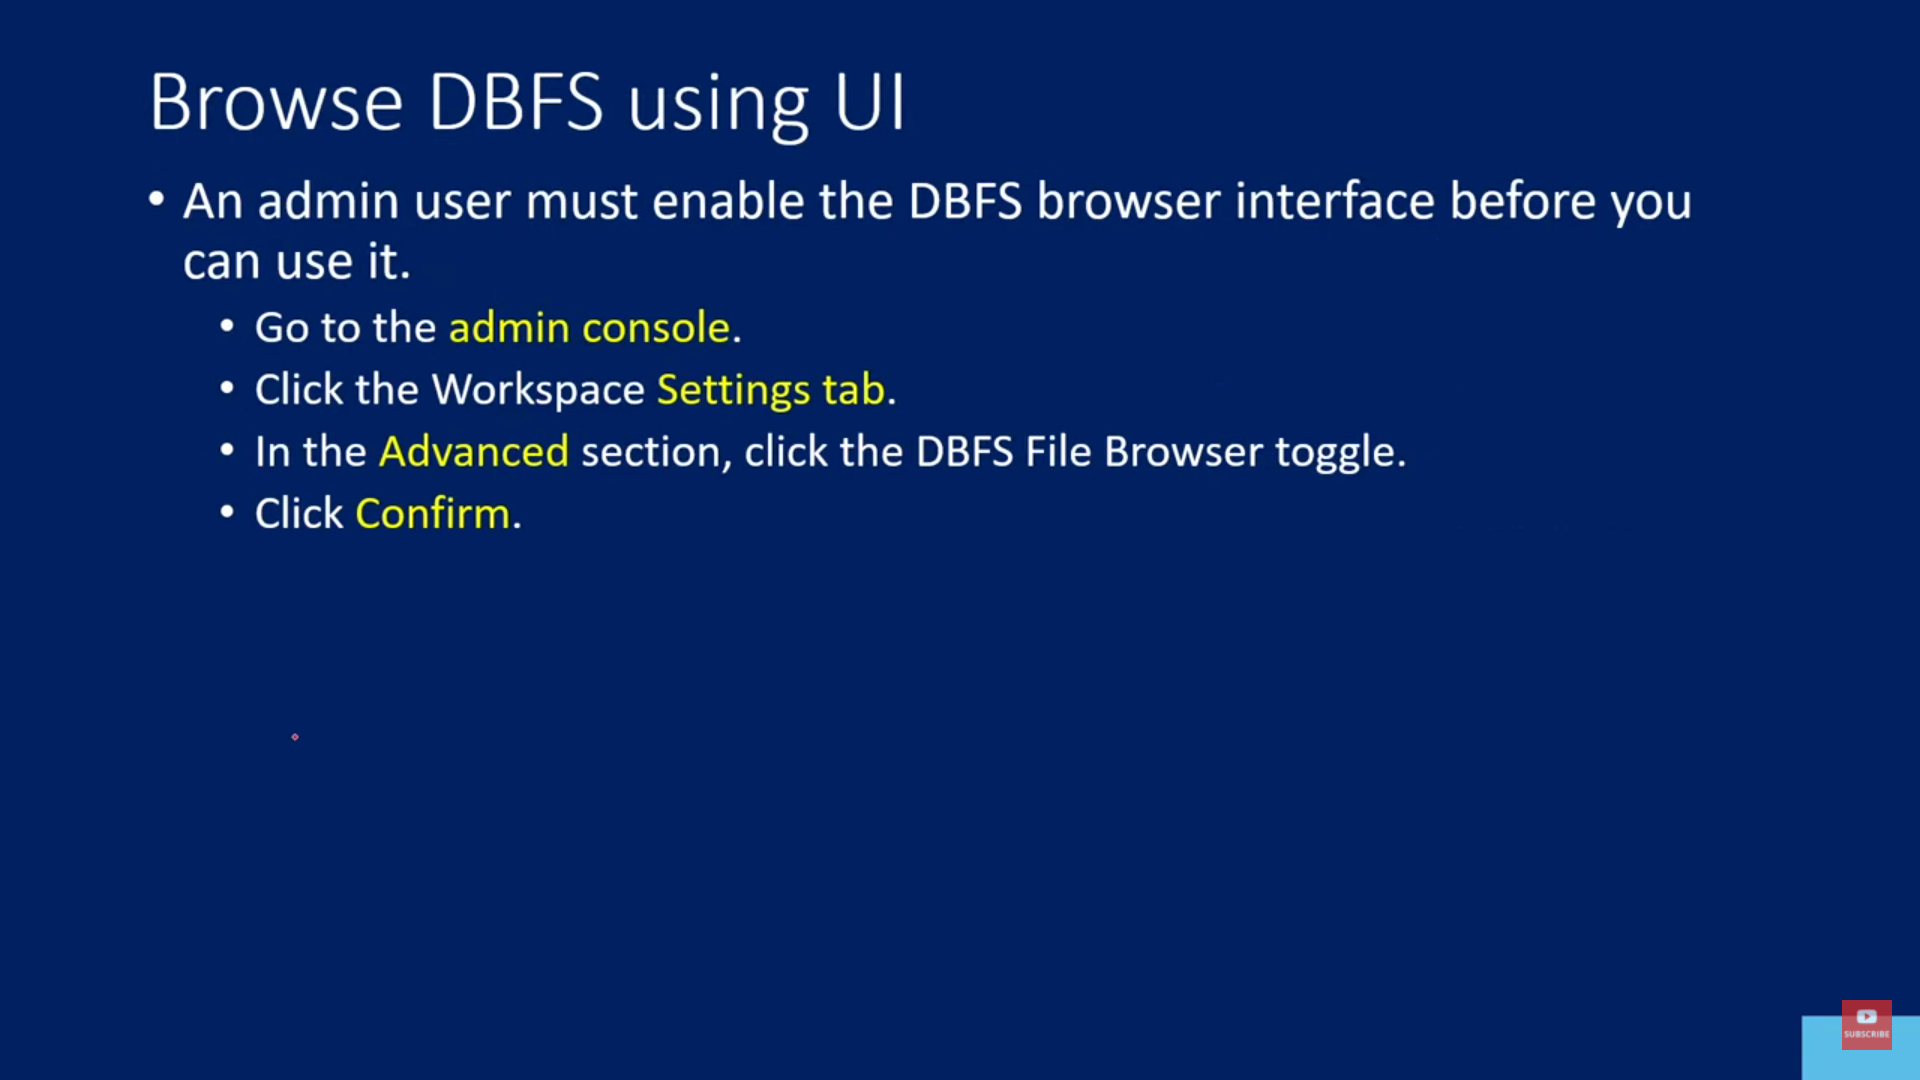 Browse DBFS using UI
• An admin user must enable the DBFS browser interface before you
can use it.
• Go to the admin console.
• Click the Workspace Settings tab.
• In the Advanced section, click the DBFS File Browser toggle.
• Click Confirm.
SUBSCRIBE